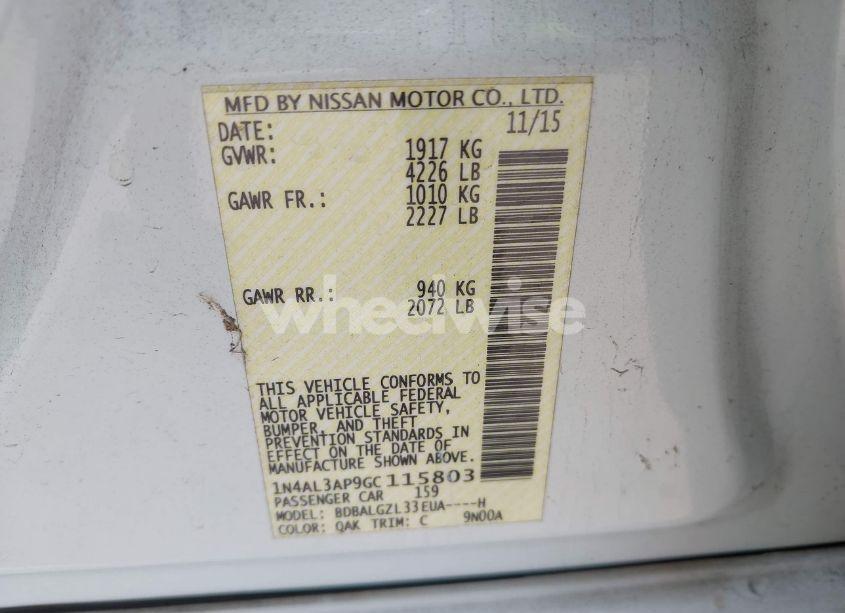 MFD BY NISSAN MOTOR CO., LTD.
DATE: 11/15
GVWR: 1917 KG
4226 LB
GAWR FR.: 1010 KG
2227 LB
GAWR RR.: 940 KG
2072 LB
wheelwise
THIS VEHICLE CONFORMS TO
ALL APPLICABLE FEDERAL
MOTOR VEHICLE SAFETY,
BUMPER, AND THEFT
PREVENTION STANDARDS IN
EFFECT ON THE DATE OF
MANUFACTURE SHOWN ABOVE.
1N4AL3AP9GC115803
PASSENGER CAR 159
MODEL: BDBALGZL33EUA----H
COLOR: QAK TRIM: C 9N00A